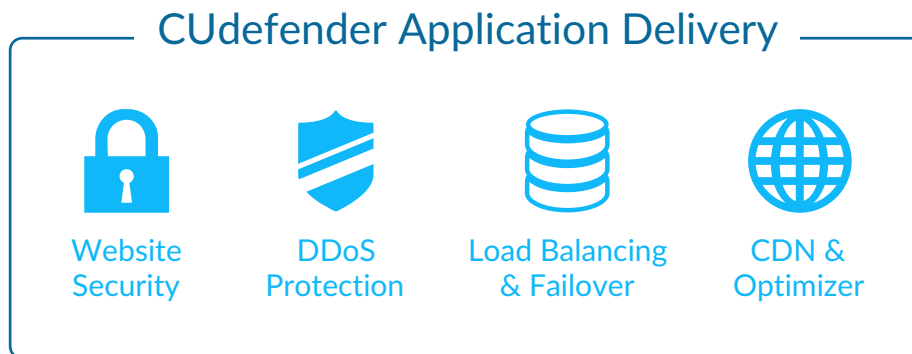 CUdefender Application Delivery
Website
Security
DDoS
Protection
Load Balancing
& Failover
CDN &
Optimizer